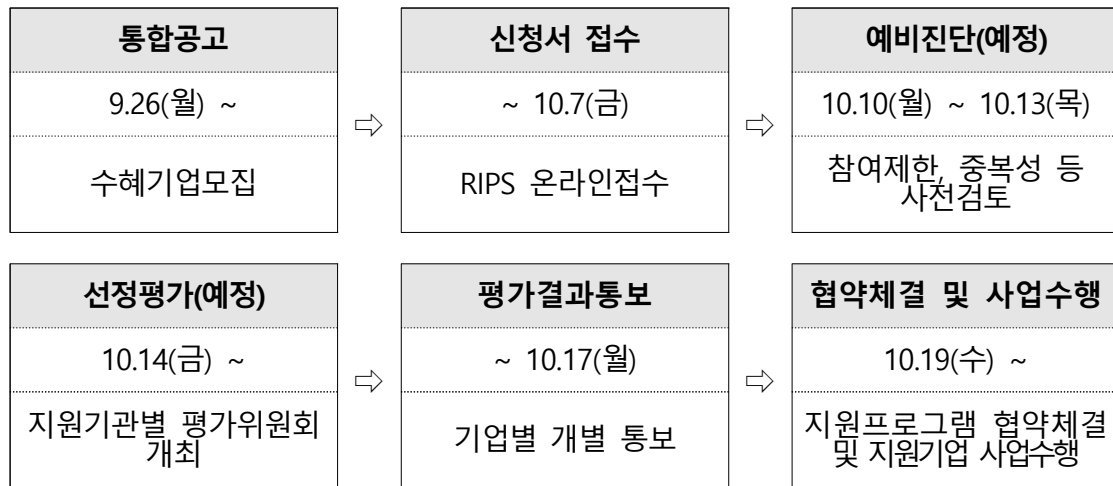 통합공고
9.26(월) ~
수혜기업모집
⇨
신청서 접수
~ 10.7(금)
RIPS 온라인접수
⇨
예비진단(예정)
10.10(월) ~ 10.13(목)
참여제한, 중복성 등
사전검토
선정평가(예정)
10.14(금) ~
지원기관별 평가위원회
개최
⇨
평가결과통보
~ 10.17(월)
기업별 개별 통보
⇨
협약체결 및 사업수행
10.19(수) ~
지원프로그램 협약체결
및 지원기업 사업수행